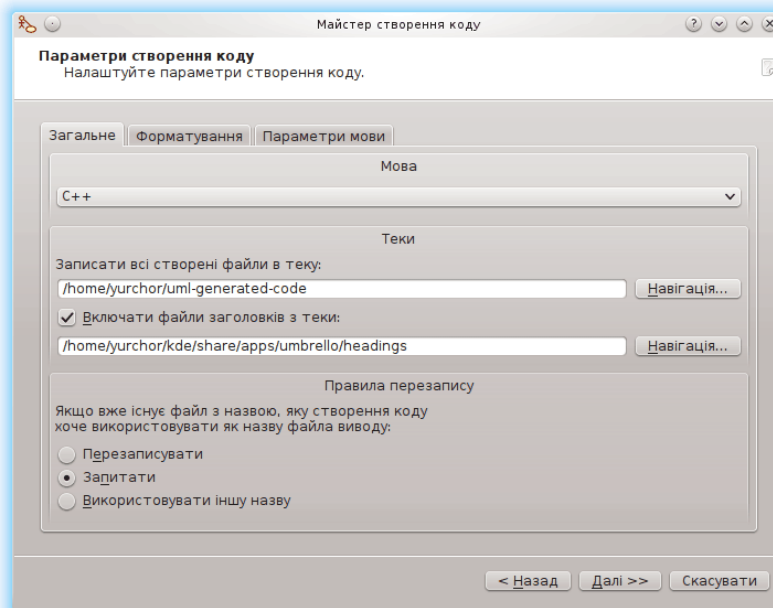 Майстер створення коду
Параметри створення коду
Налаштуйте параметри створення коду.
Загальне Форматування Параметри мови
Мова
C++
Теки
Записати всі створені файли в теку:
/home/yurchor/uml-generated-code Навігація...
Включати файли заголовків з теки:
/home/yurchor/kde/share/apps/umbrello/headings Навігація...
Правила перезапису
Якщо вже існує файл з назвою, яку створення коду
хоче використовувати як назву файла виводу:
Перезаписувати
Запитати
Використовувати іншу назву
< Назад Далі >> Скасувати